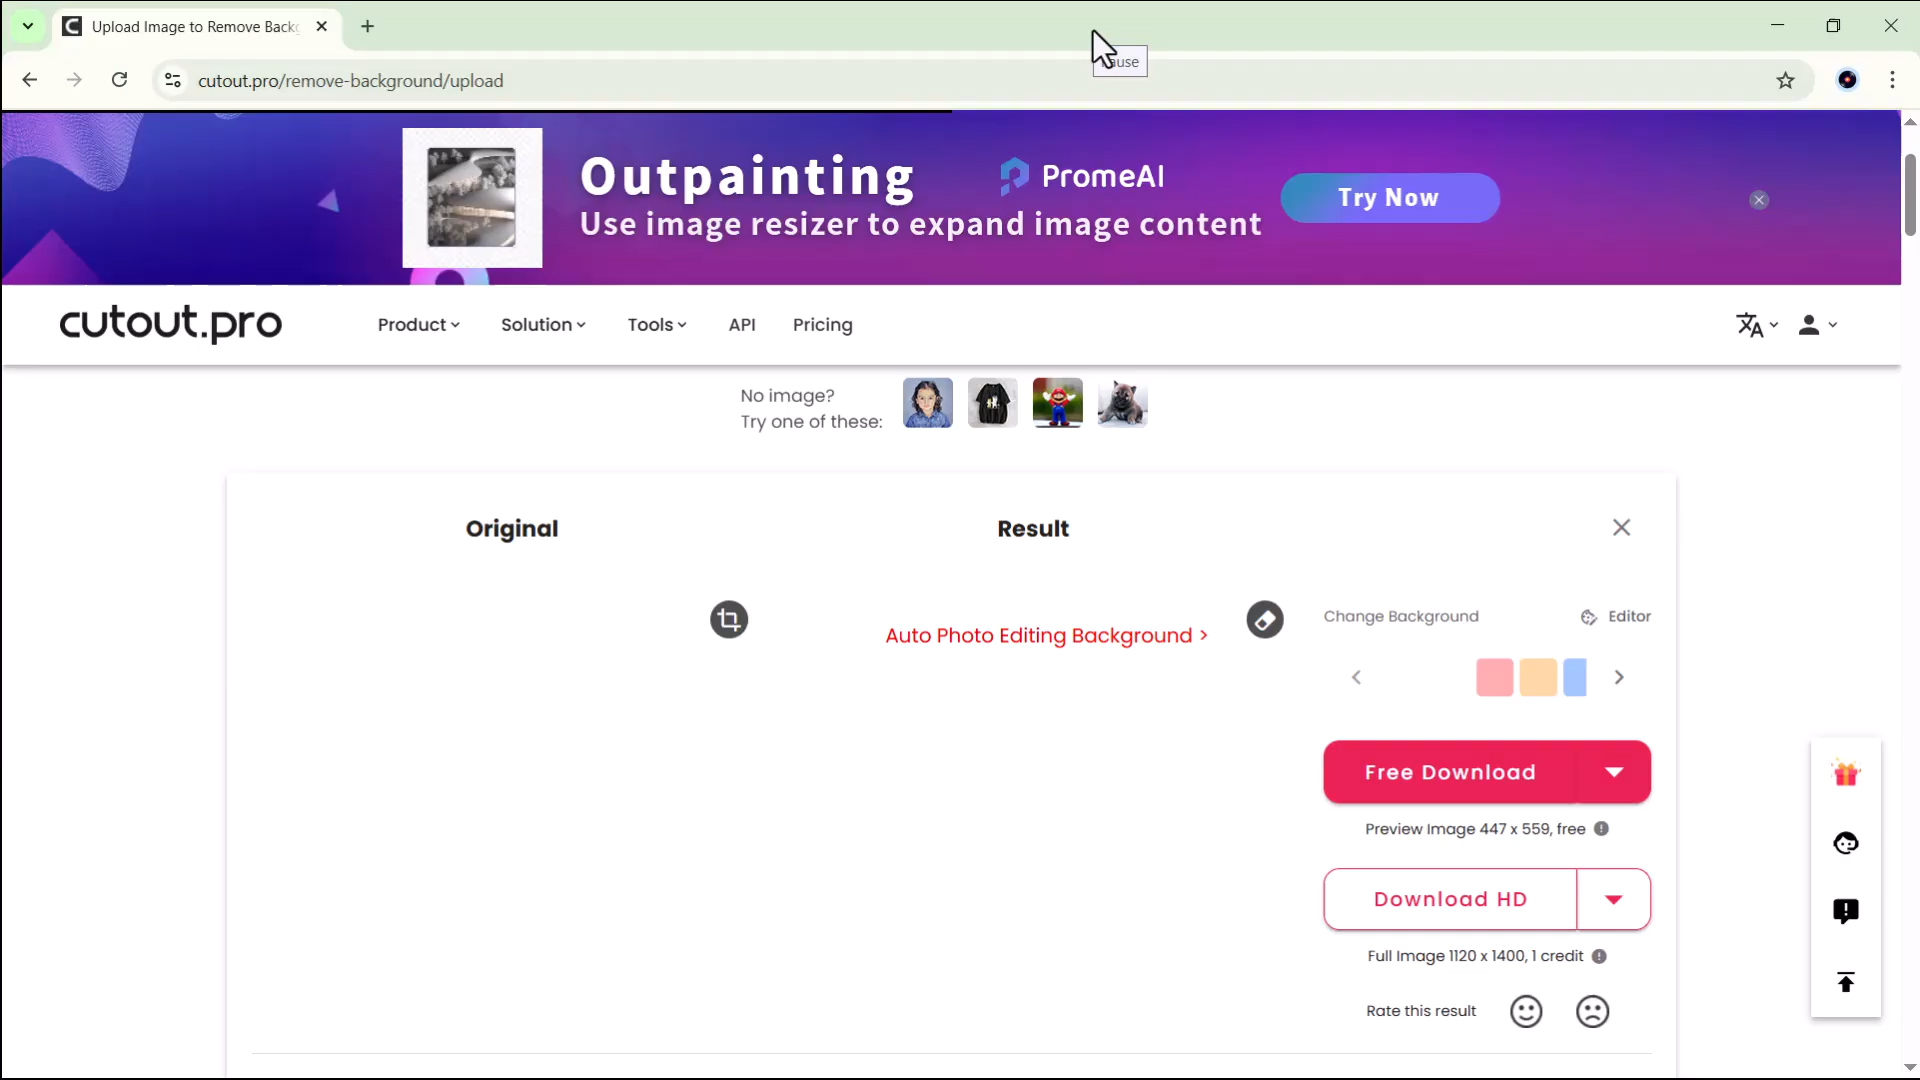 Upload Image to Remove Backg
cutout.pro/remove-background/upload
Outpainting
PromeAI
Try Now
Use image resizer to expand image content
cutout.pro
Product
Solution
Tools
API
Pricing
No image?
Try one of these:
Original
Result
Auto Photo Editing Background >
Change Background
Editor
Free Download
Preview Image 447 x 559, free
Download HD
Full Image 1120 x 1400, 1 credit
Rate this result